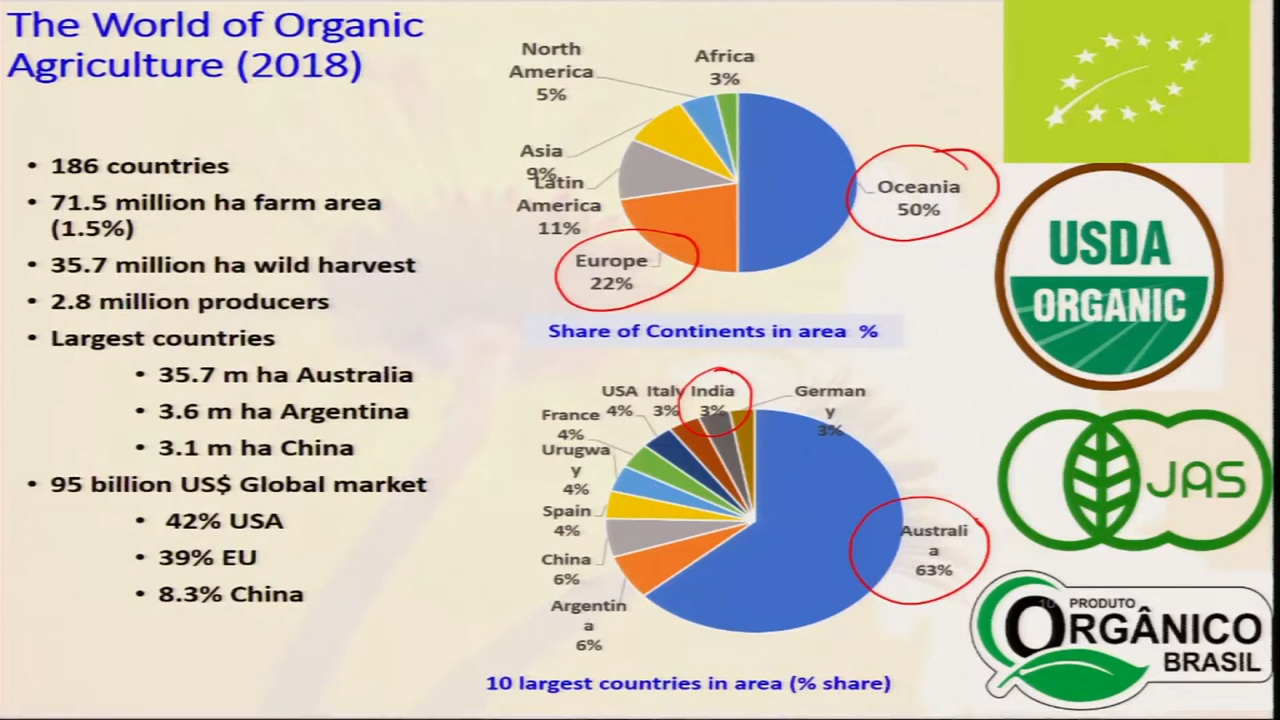 The World of Organic
Agriculture (2018)
• 186 countries
• 71.5 million ha farm area
(1.5%)
• 35.7 million ha wild harvest
• 2.8 million producers
• Largest countries
• 35.7 m ha Australia
• 3.6 m ha Argentina
• 3.1 m ha China
• 95 billion US$ Global market
• 42% USA
• 39% EU
• 8.3% China
North
America
5%
Africa
3%
Asia
9%
Latin
America
11%
Oceania
50%
Europe
22%
Share of Continents in area %
USA
4%
Italy
3%
India
3%
German
y
3%
France
4%
Urugwa
y
4%
Spain
4%
China
6%
Argentin
a
6%
Australi
a
63%
10 largest countries in area (% share)
USDA
ORGANIC
JAS
10
PRODUTO
ORGÂNICO
BRASIL